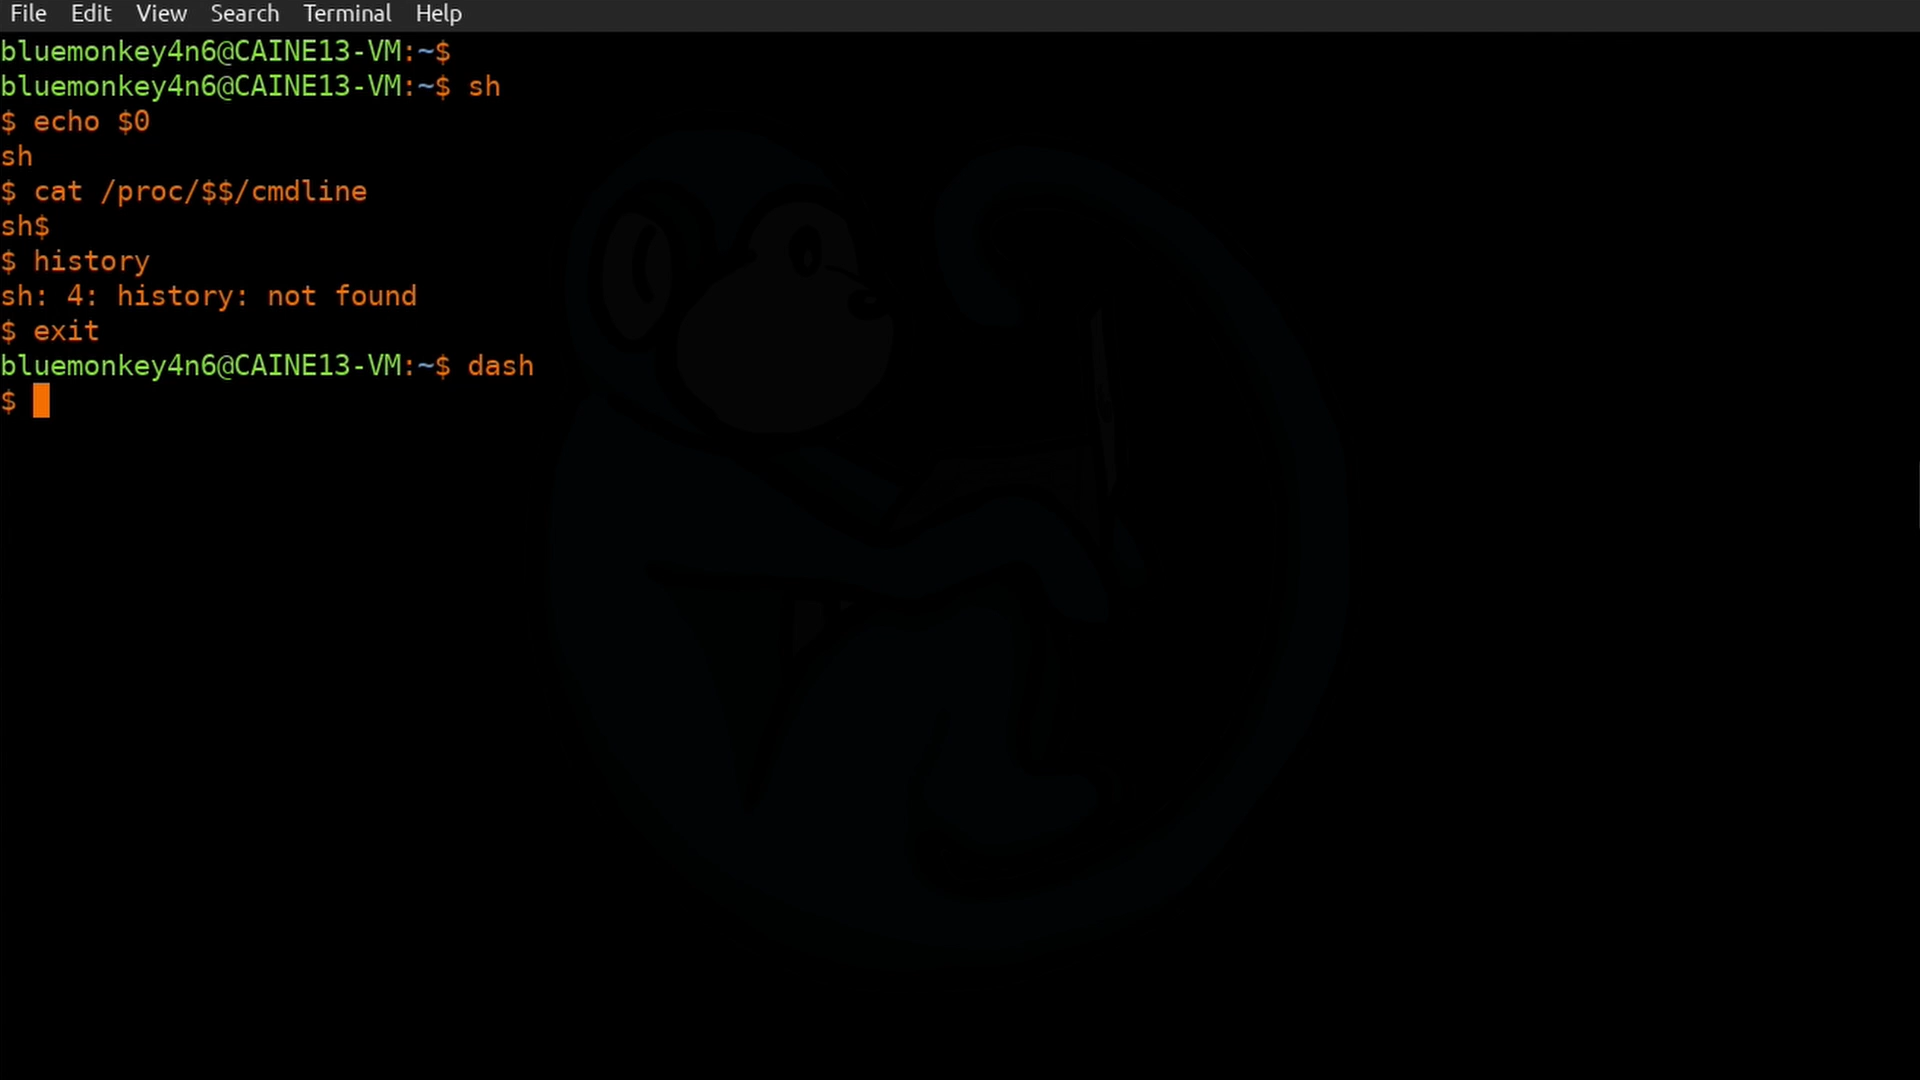 File Edit View Search Terminal Help
bluemonkey4n6@CAINE13-VM:~$
bluemonkey4n6@CAINE13-VM:~$ sh
$ echo $0
sh
$ cat /proc/$$/cmdline
sh$
$ history
sh: 4: history: not found
$ exit
bluemonkey4n6@CAINE13-VM:~$ dash
$